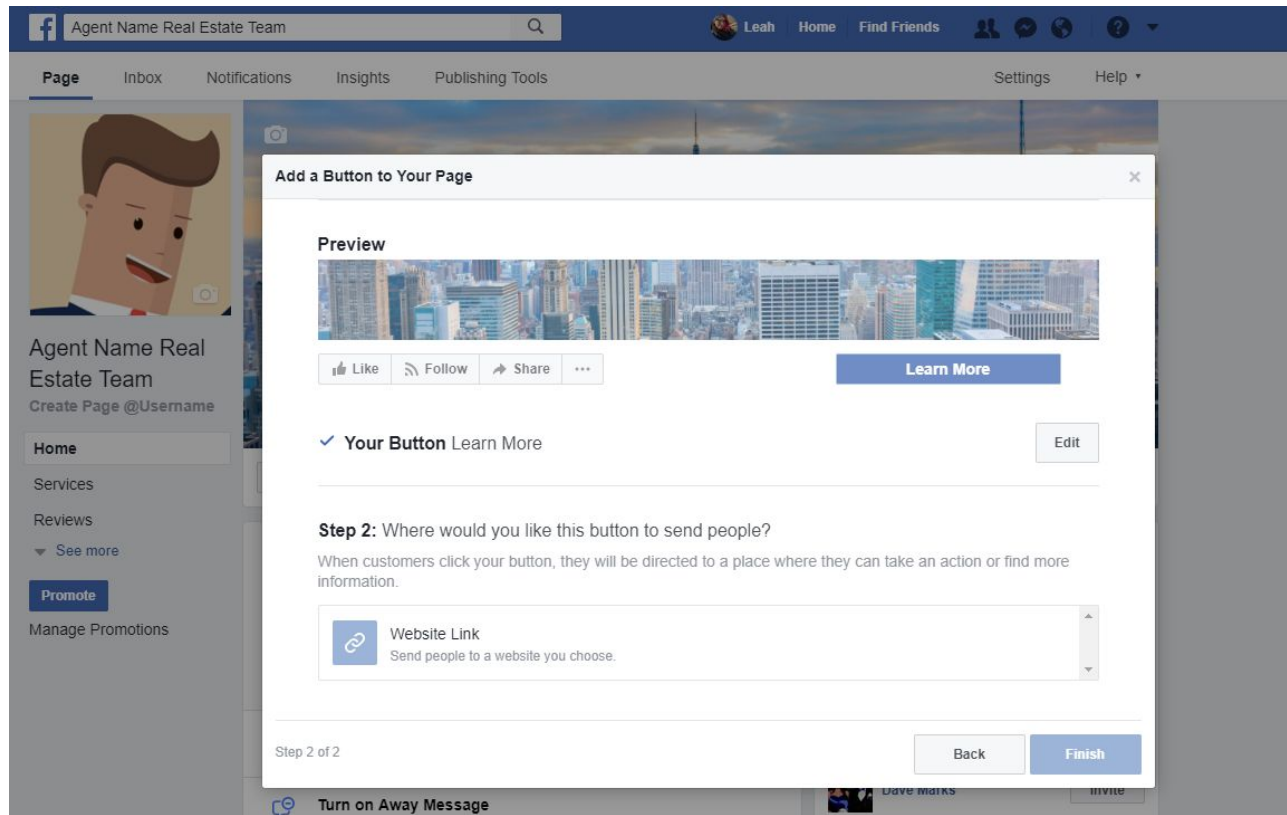 Agent Name Real Estate Team
Leah
Home
Find Friends
Page
Inbox
Notifications
Insights
Publishing Tools
Settings
Help
Add a Button to Your Page
Preview
Like
Follow
Share
Learn More
Agent Name Real
Estate Team
Create Page @Username
Home
Services
Reviews
See more
Promote
Manage Promotions
Your Button Learn More
Edit
Step 2: Where would you like this button to send people?
When customers click your button, they will be directed to a place where they can take an action or find more
information.
Website Link
Send people to a website you choose.
Step 2 of 2
Back
Finish
Turn on Away Message
Dave Marks
Invite